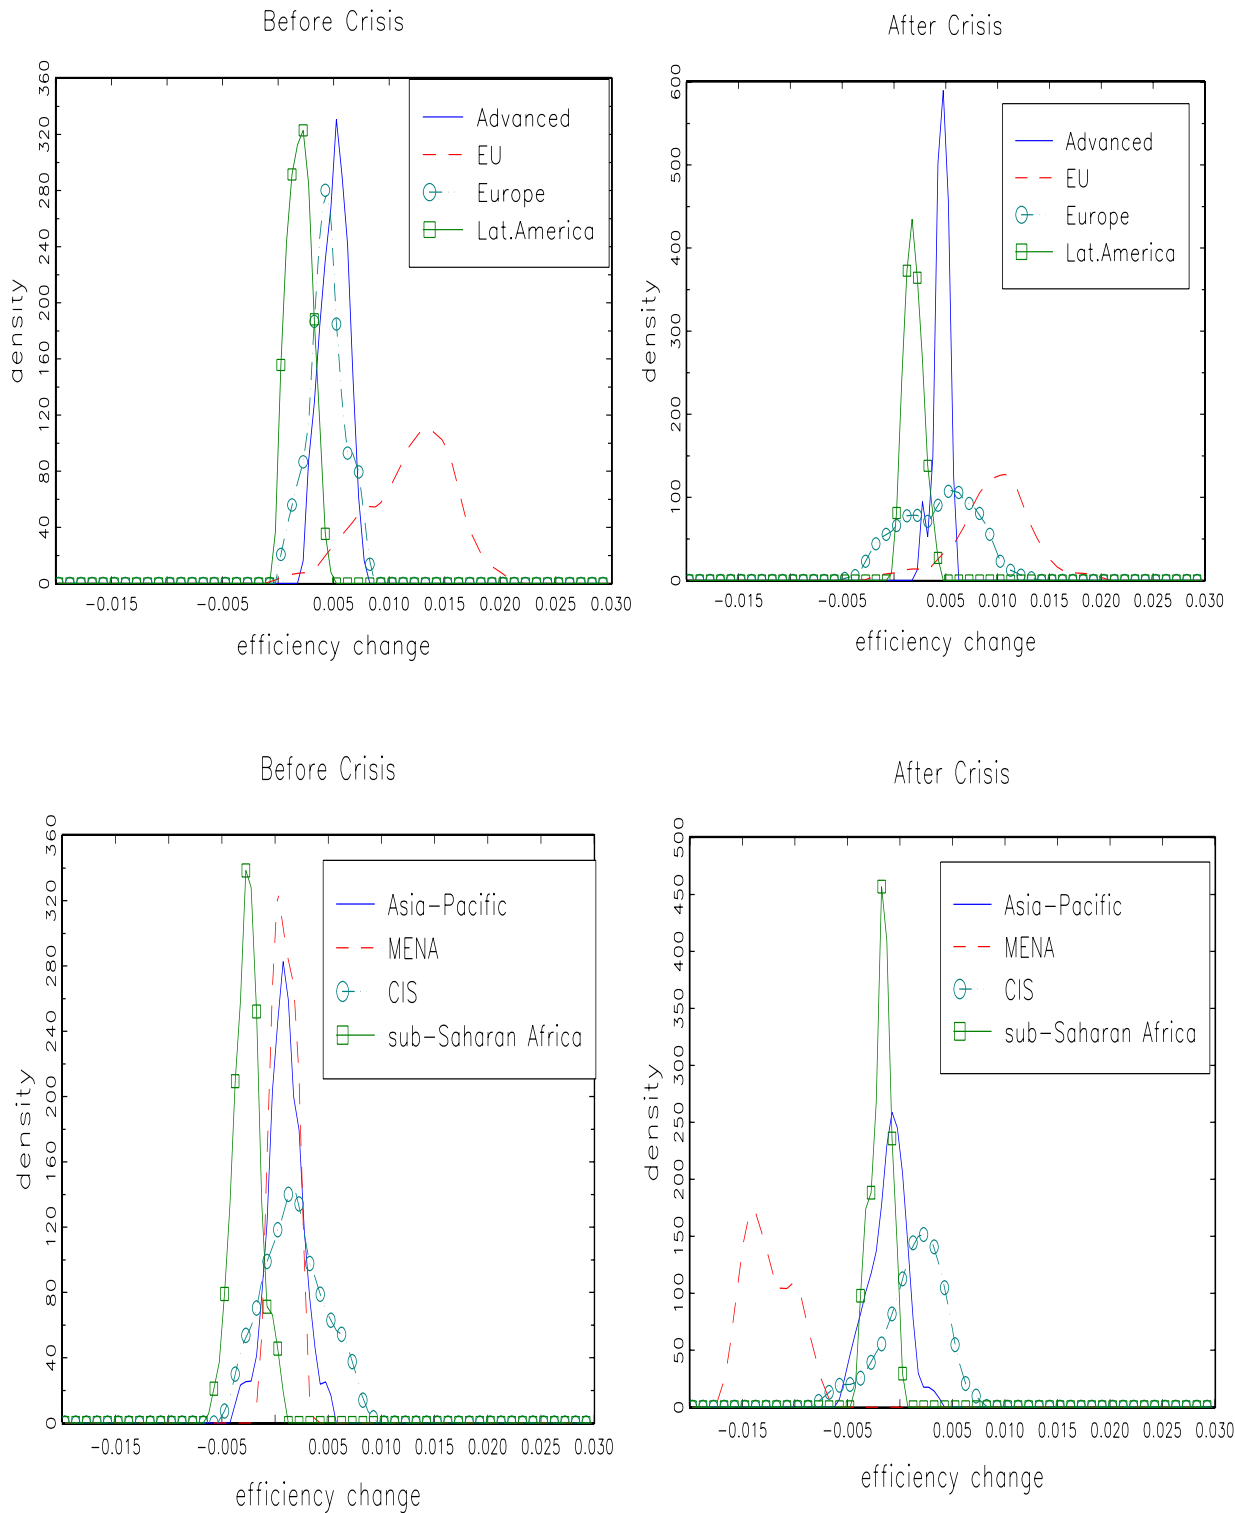 Before Crisis
After Crisis
density
360
320
280
240
200
160
120
80
40
0
Advanced
EU
Europe
Lat.America
-0.015
-0.005
0.005
0.010
0.015
0.020
0.025
0.030
efficiency change
density
600
500
400
300
200
100
0
Advanced
EU
Europe
Lat.America
-0.015
-0.005
0.005
0.010
0.015
0.020
0.025
0.030
efficiency change
Before Crisis
After Crisis
density
360
320
280
240
200
160
120
80
40
0
Asia-Pacific
MENA
CIS
sub-Saharan Africa
-0.015
-0.005
0.005
0.010
0.015
0.020
0.025
0.030
efficiency change
density
500
450
400
350
300
250
200
150
100
50
0
Asia-Pacific
MENA
CIS
sub-Saharan Africa
-0.015
-0.005
0.005
0.010
0.015
0.020
0.025
0.030
efficiency change